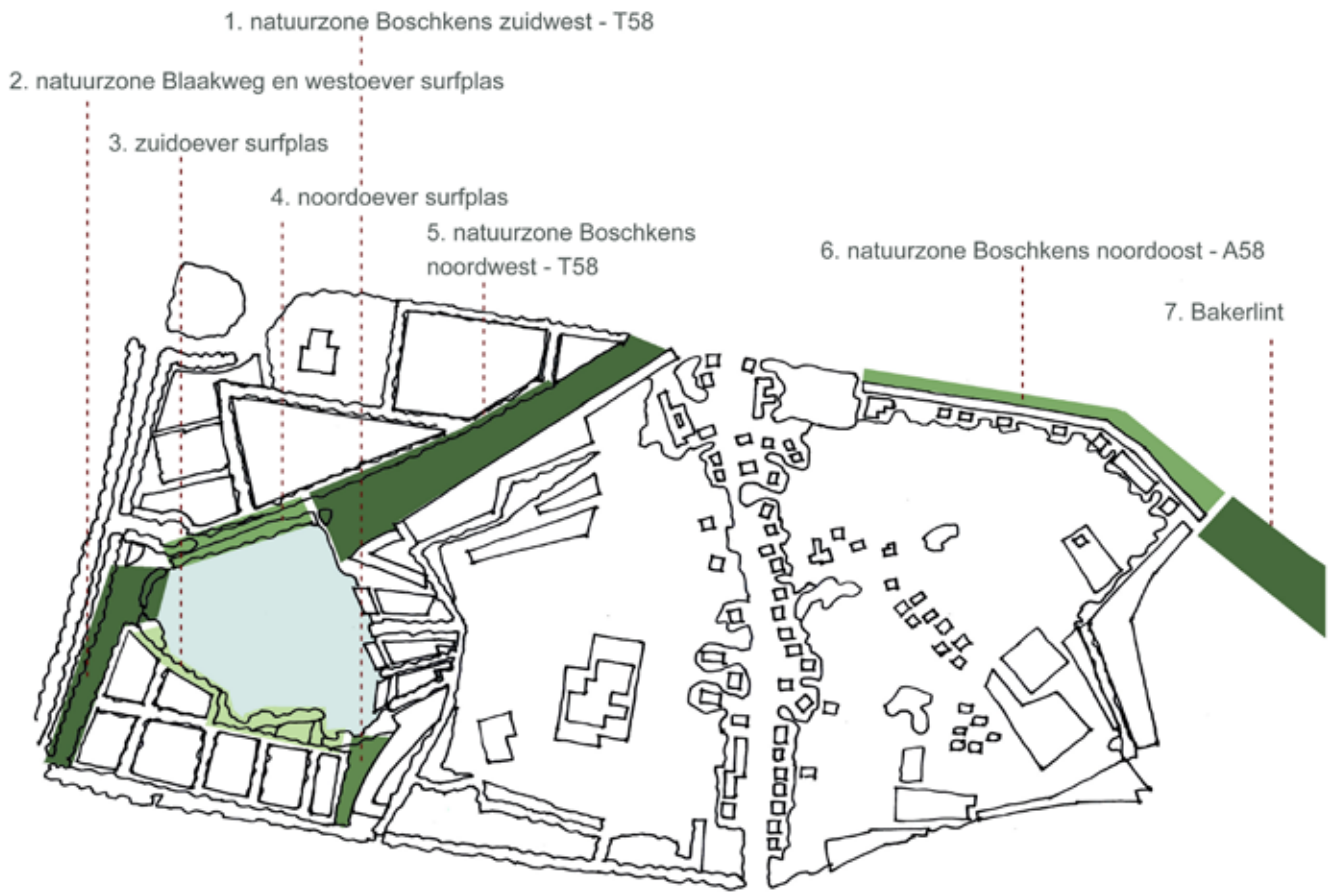 1. natuurzone Boschkens zuidwest - T58
2. natuurzone Blaakweg en westoever surfplas
3. zuidoever surfplas
4. noordoever surfplas
5. natuurzone Boschkens
noordwest - T58
6. natuurzone Boschkens noordoost - A58
7. Bakerlint